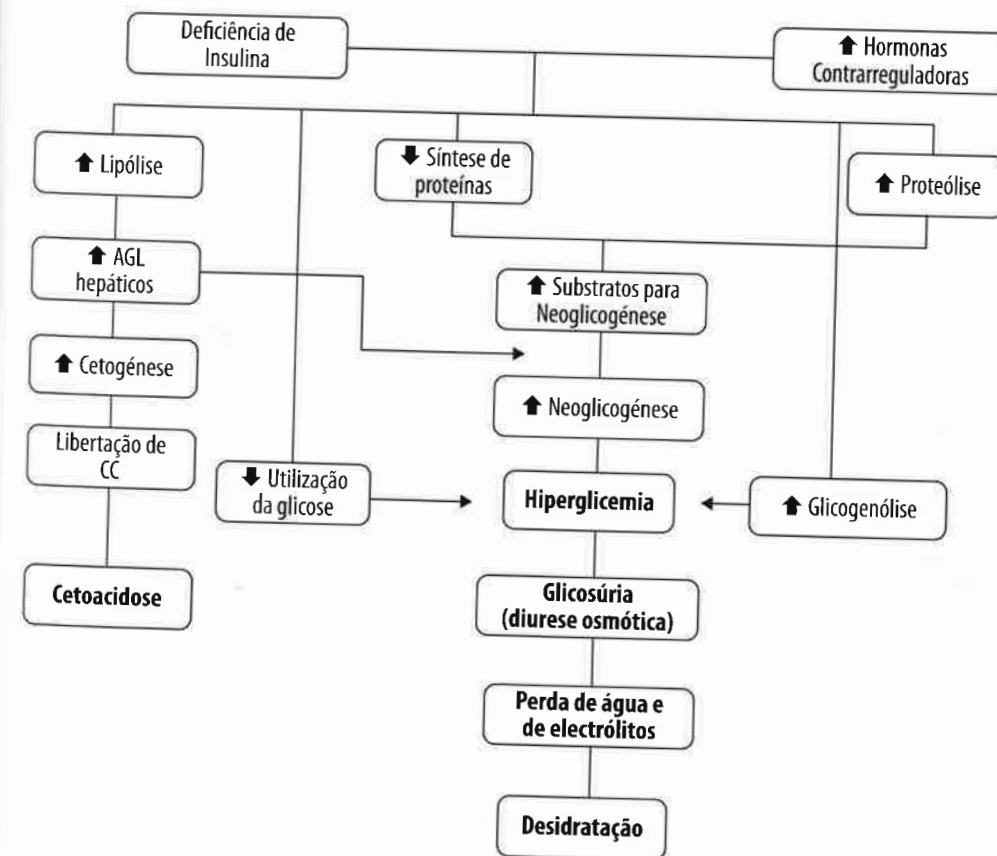 Deficiência de
Insulina
⬆ Hormonas
Contrarreguladoras
⬆ Lipólise
⬇ Síntese de
proteínas
⬆ Proteólise
⬆ AGL
hepáticos
⬆ Substratos para
Neoglicogénese
⬆ Cetogénese
⬆ Neoglicogénese
Libertação de
CC
⬇ Utilização
da glicose
Hiperglicemia
⬆ Glicogenólise
Cetoacidose
Glicosúria
(diurese osmótica)
Perda de água e
de electrólitos
Desidratação